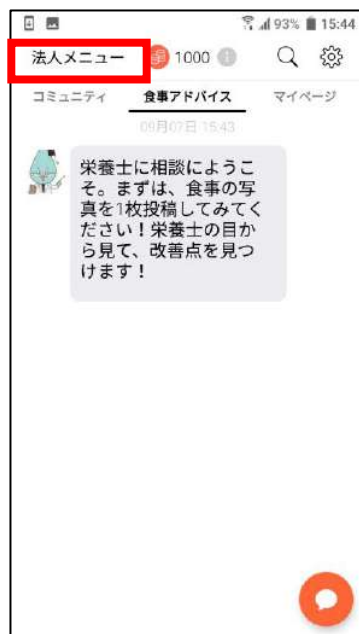 93% 15:44
法人メニュー 1000
コミュニティ 食事アドバイス マイページ
09月07日 15:43
栄養士に相談にようこ
そ。まずは、食事の写
真を1枚投稿してみてく
ださい！栄養士の目か
ら見て、改善点を見つ
けます！